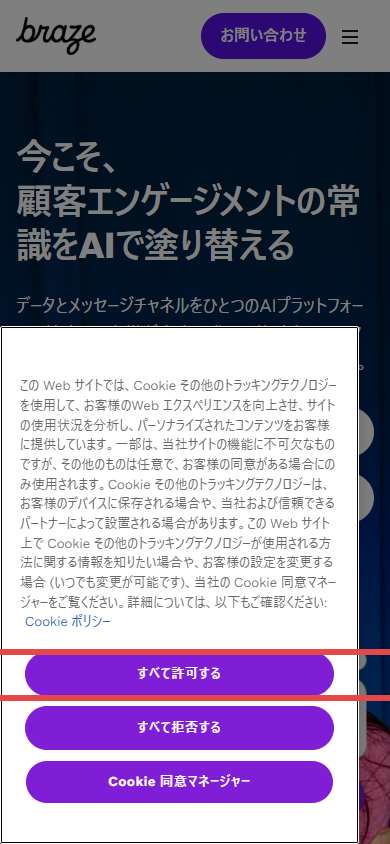 braze
お問い合わせ
今こそ、
顧客エンゲージメントの常
識をAIで塗り替える
データとメッセージチャネルをひとつのAIプラットフォー
この Web サイトでは、Cookie その他のトラッキングテクノロジー
を使用して、お客様のWeb エクスペリエンスを向上させ、サイト
の使用状況を分析し、パーソナライズされたコンテンツをお客様
に提供しています。一部は、当社サイトの機能に不可欠なもの
ですが、その他のものは任意で、お客様の同意がある場合にの
み使用されます。Cookie その他のトラッキングテクノロジーは、
お客様のデバイスに保存される場合や、当社および信頼できる
パートナーによって設置される場合があります。この Web サイト
上で Cookie その他のトラッキングテクノロジーが使用される方
法に関する情報を知りたい場合や、お客様の設定を変更する
場合 (いつでも変更が可能です)、当社の Cookie 同意マネー
ジャーをご覧ください。詳細については、以下もご確認ください:
Cookie ポリシー
すべて許可する
すべて拒否する
Cookie 同意マネージャー